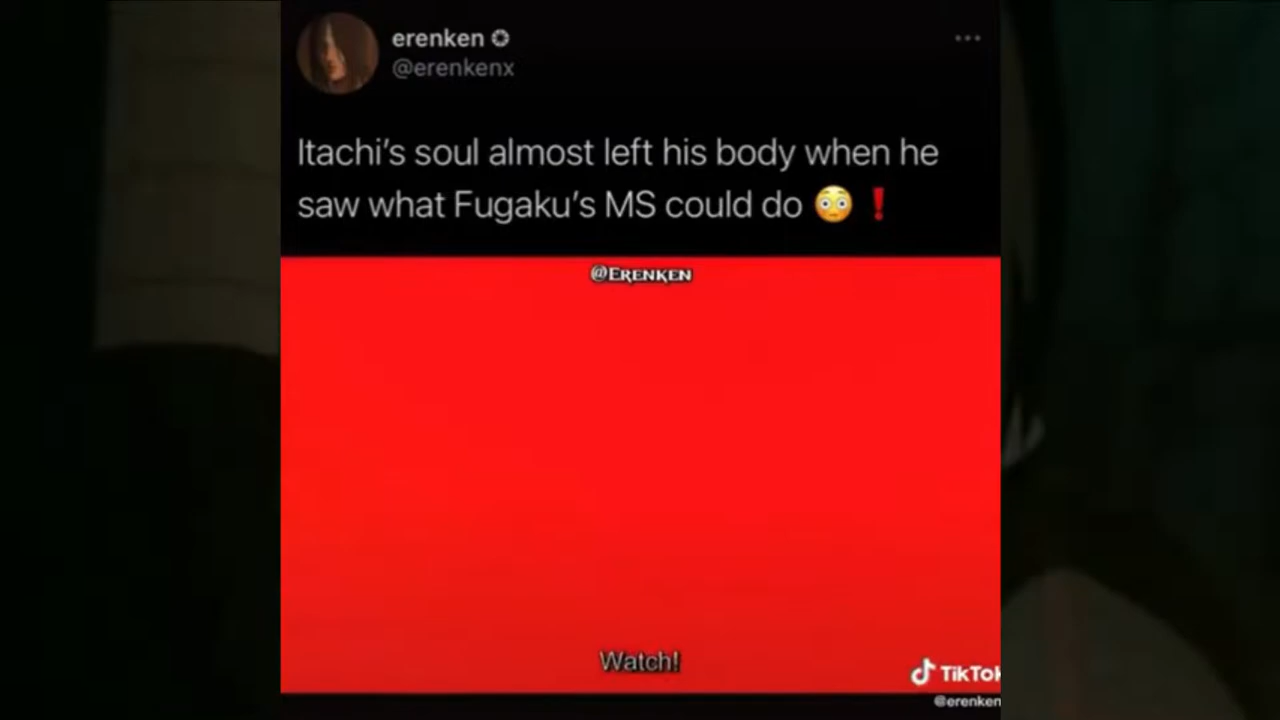 erenken
@erenkenx
Itachi’s soul almost left his body when he
saw what Fugaku’s MS could do 😳❗
@ERENKEN
Watch!
TikTok
@erenken